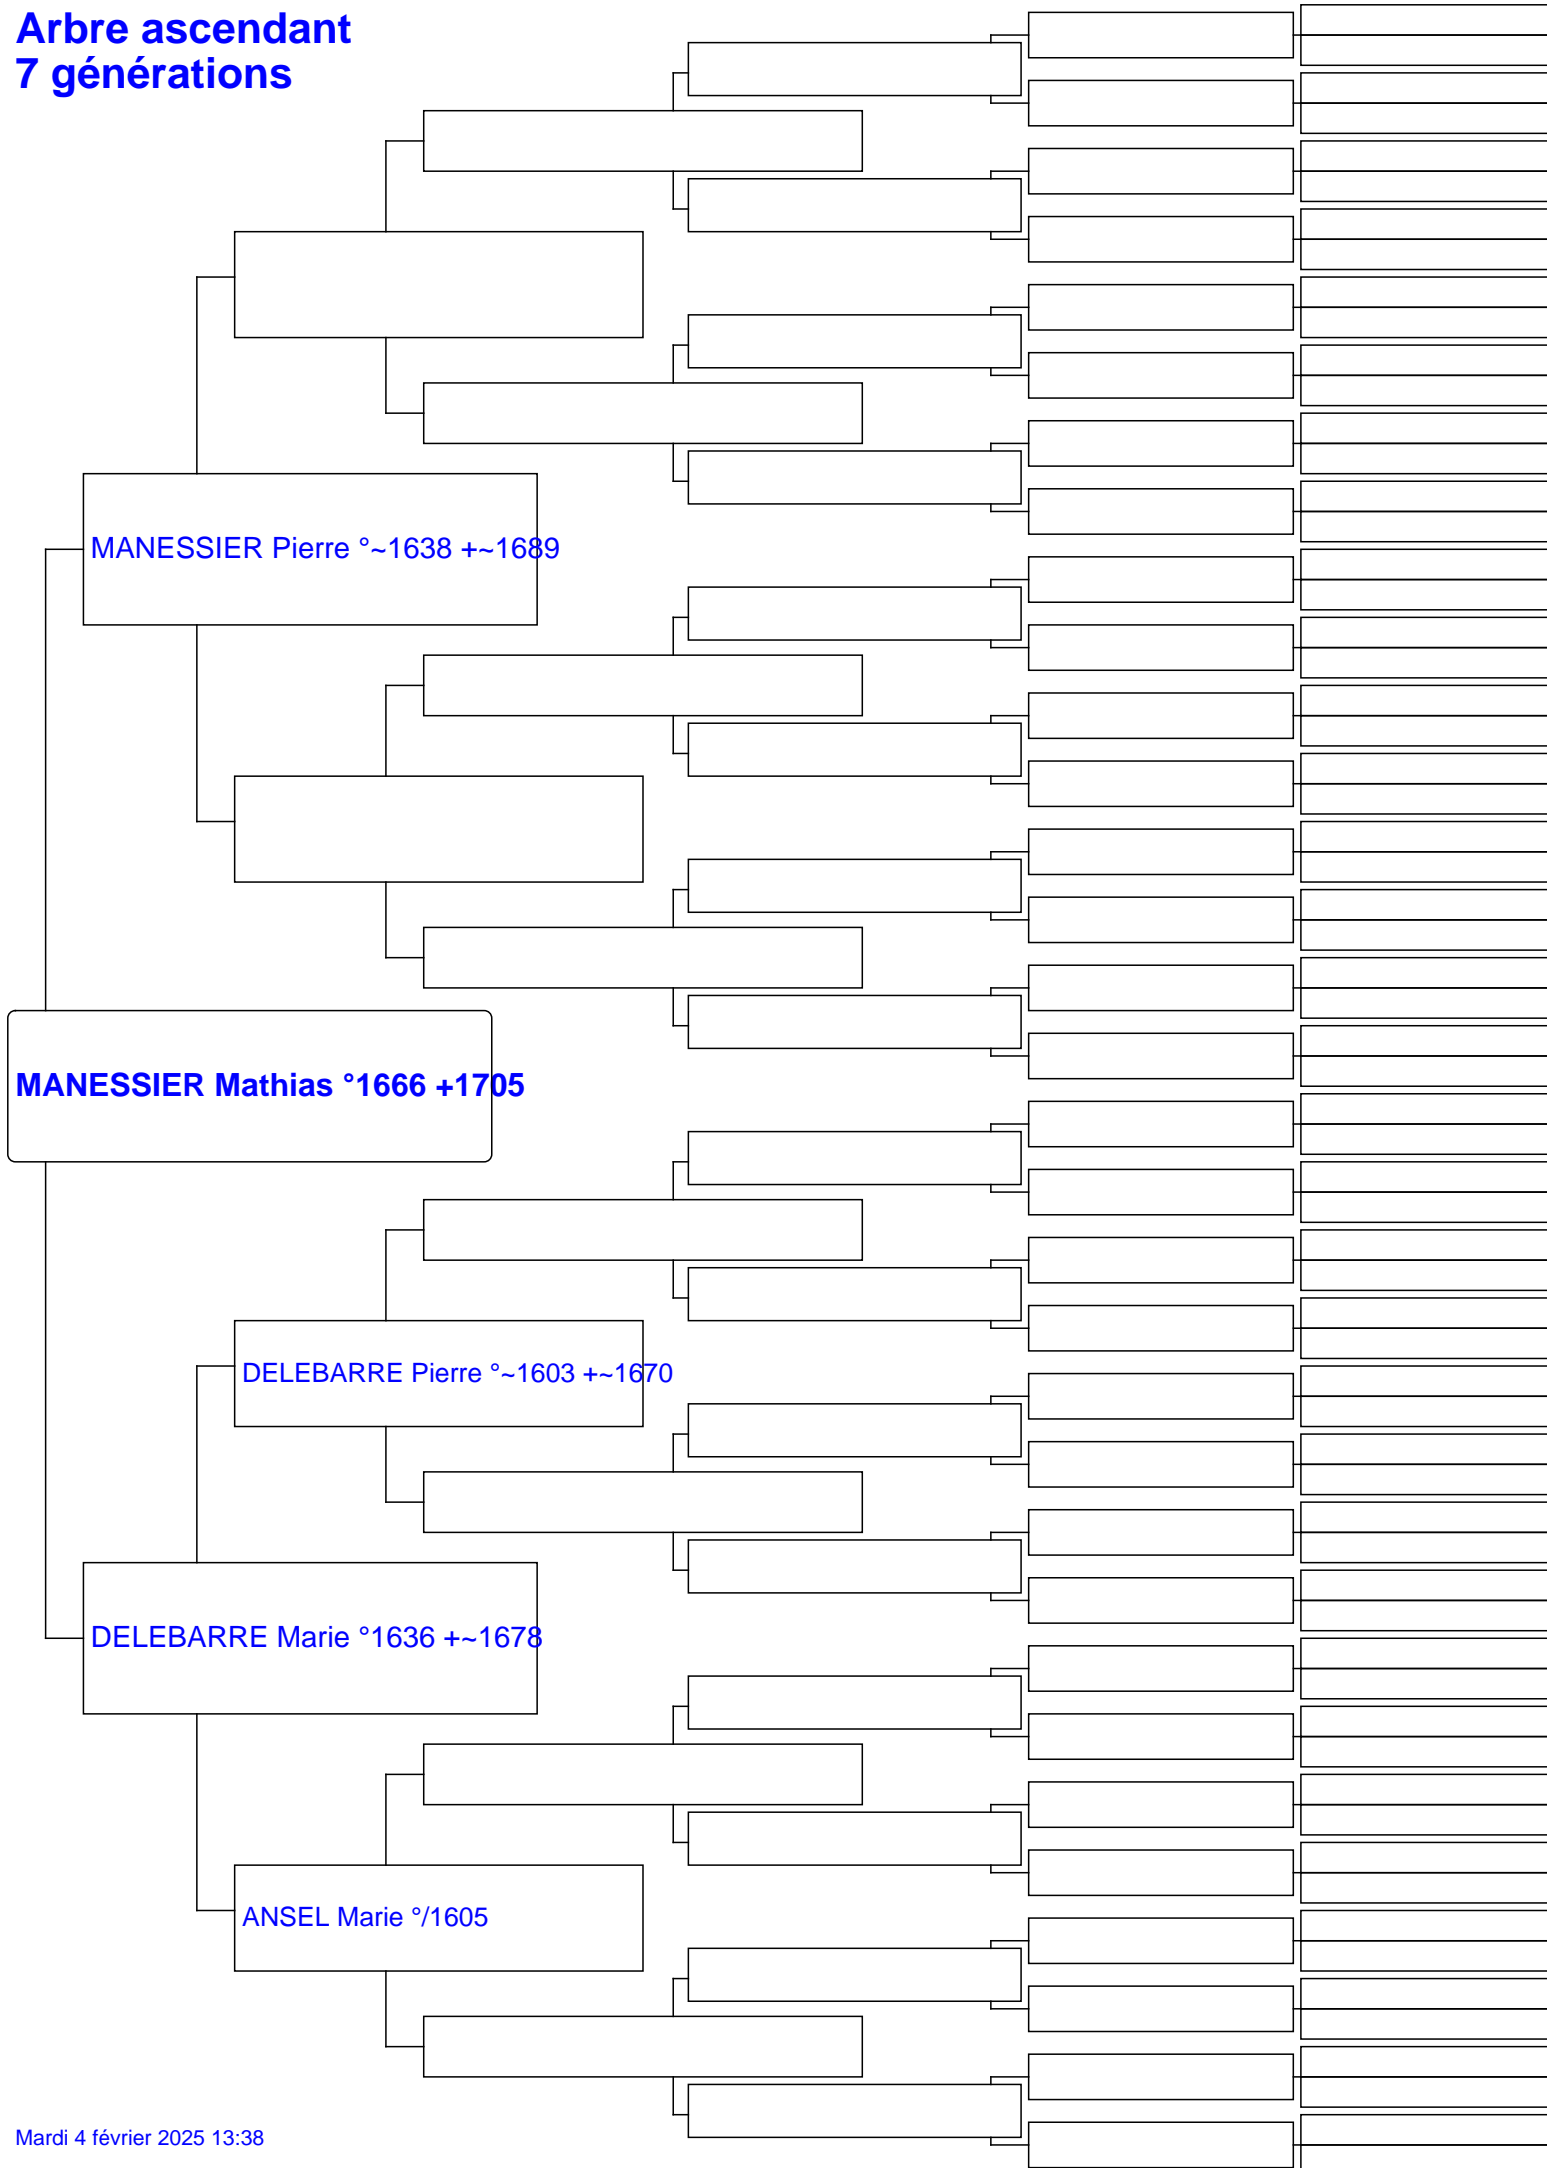 Arbre ascendant
7 générations
MANESSIER Pierre °~1638 +~1689
MANESSIER Mathias °1666 +1705
DELEBARRE Pierre °~1603 +~1670
DELEBARRE Marie °1636 +~1678
ANSEL Marie °/1605
Mardi 4 février 2025 13:38